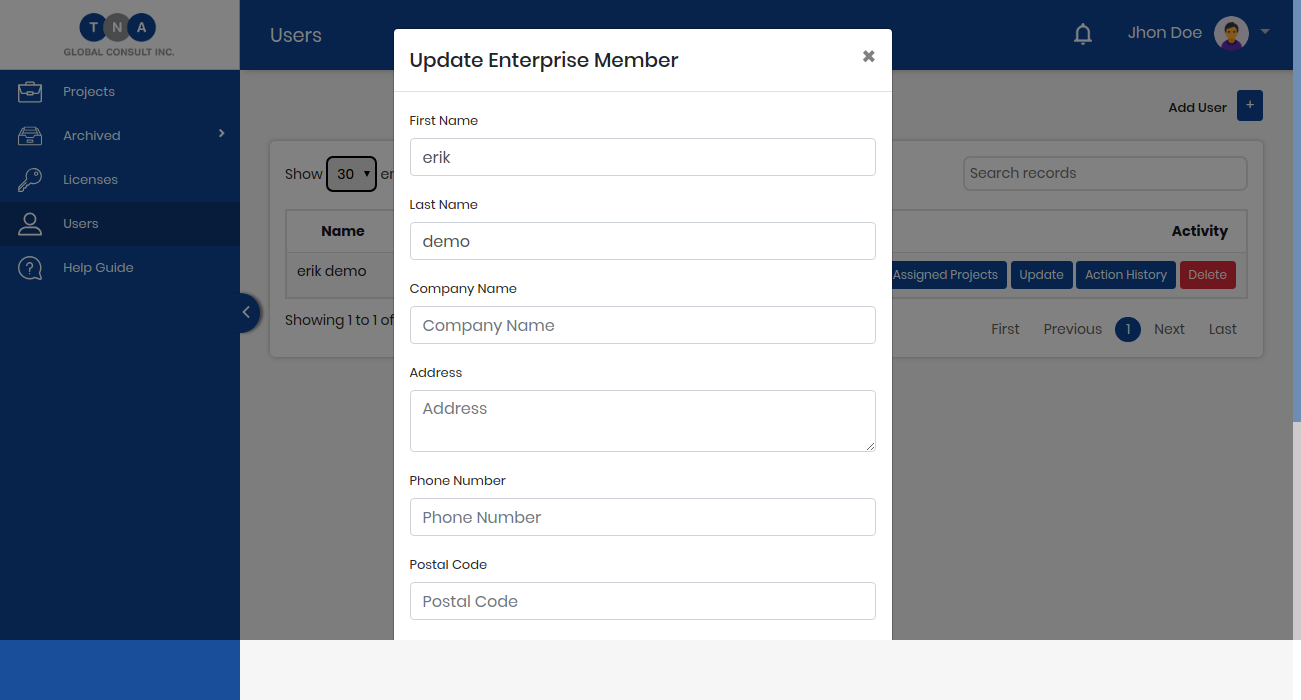 T N A
GLOBAL CONSULT INC.
Projects
Archived
Licenses
Users
Help Guide
Users
Jhon Doe
Add User +
Show 30 er
Search records
Name
Activity
erik demo
Assigned Projects Update Action History Delete
Showing 1 to 1 of
First Previous 1 Next Last
Update Enterprise Member
First Name
erik
Last Name
demo
Company Name
Company Name
Address
Address
Phone Number
Phone Number
Postal Code
Postal Code